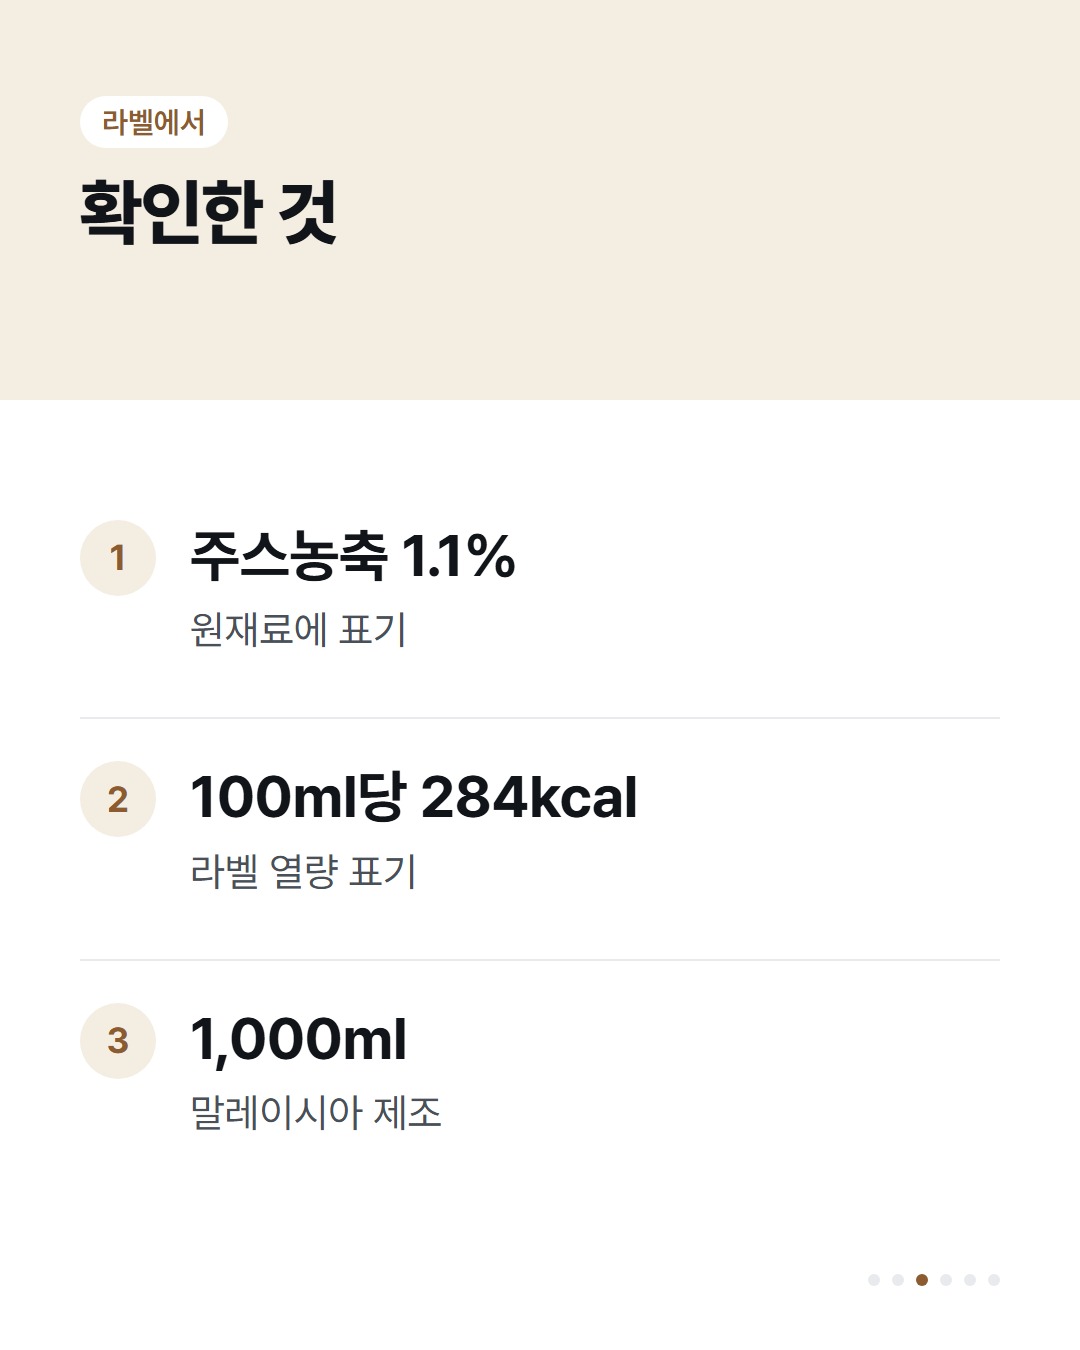 라벨에서
확인한 것
1
주스농축 1.1%
원재료에 표기
2
100ml당 284kcal
라벨 열량 표기
3
1,000ml
말레이시아 제조